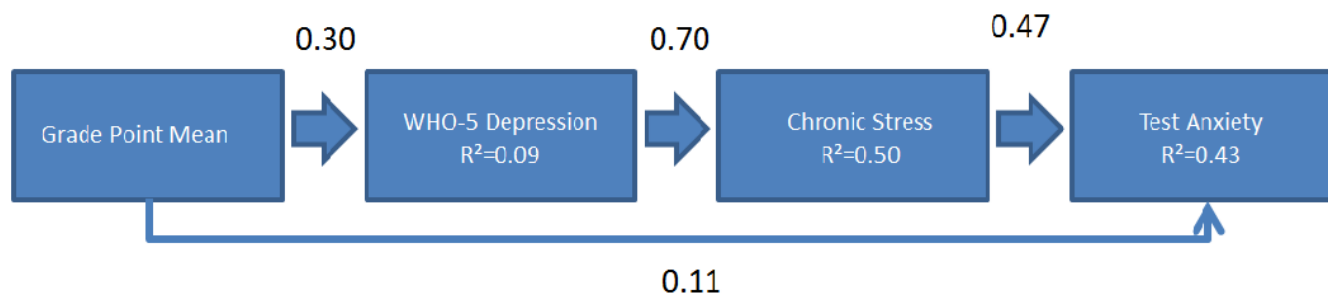 0.30
0.70
0.47
Grade Point Mean
WHO-5 Depression
R²=0.09
Chronic Stress
R²=0.50
Test Anxiety
R²=0.43
0.11